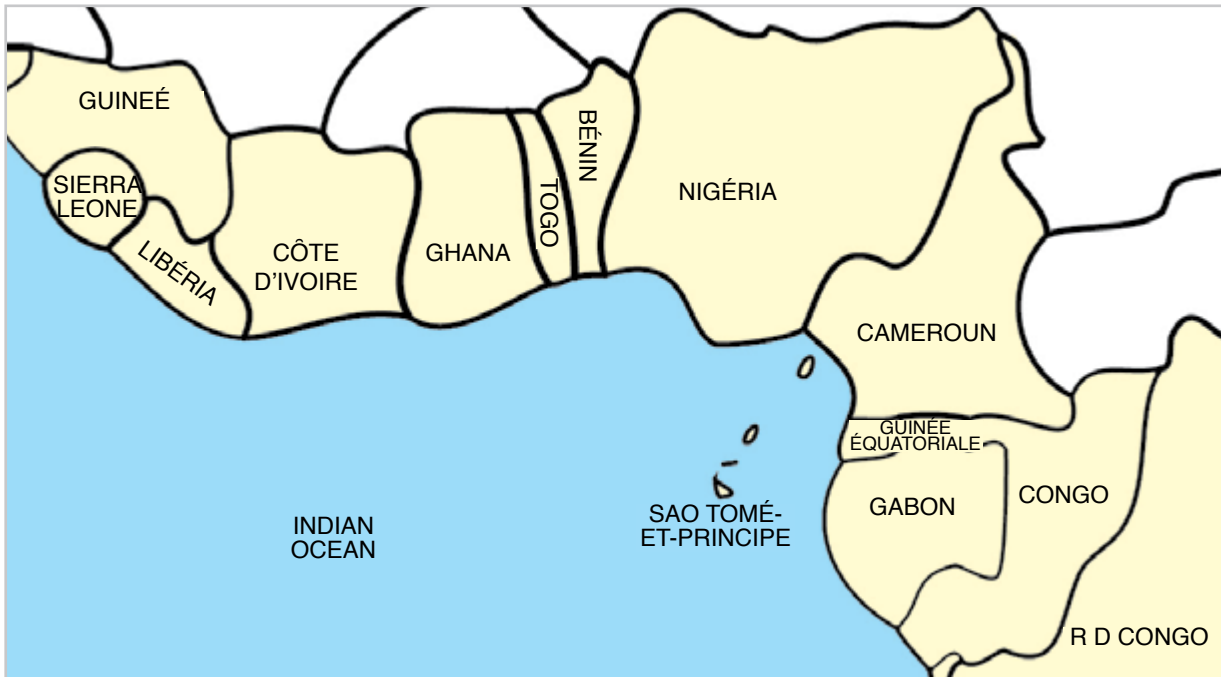 GUINEÉ
SIERRA
LEONE
LIBÉRIA
CÔTE
D'IVOIRE
GHANA
TOGO
BÉNIN
NIGÉRIA
CAMEROUN
GUINÉE
ÉQUATORIALE
GABON
CONGO
SAO TOMÉ-
ET-PRINCIPE
INDIAN
OCEAN
R D CONGO